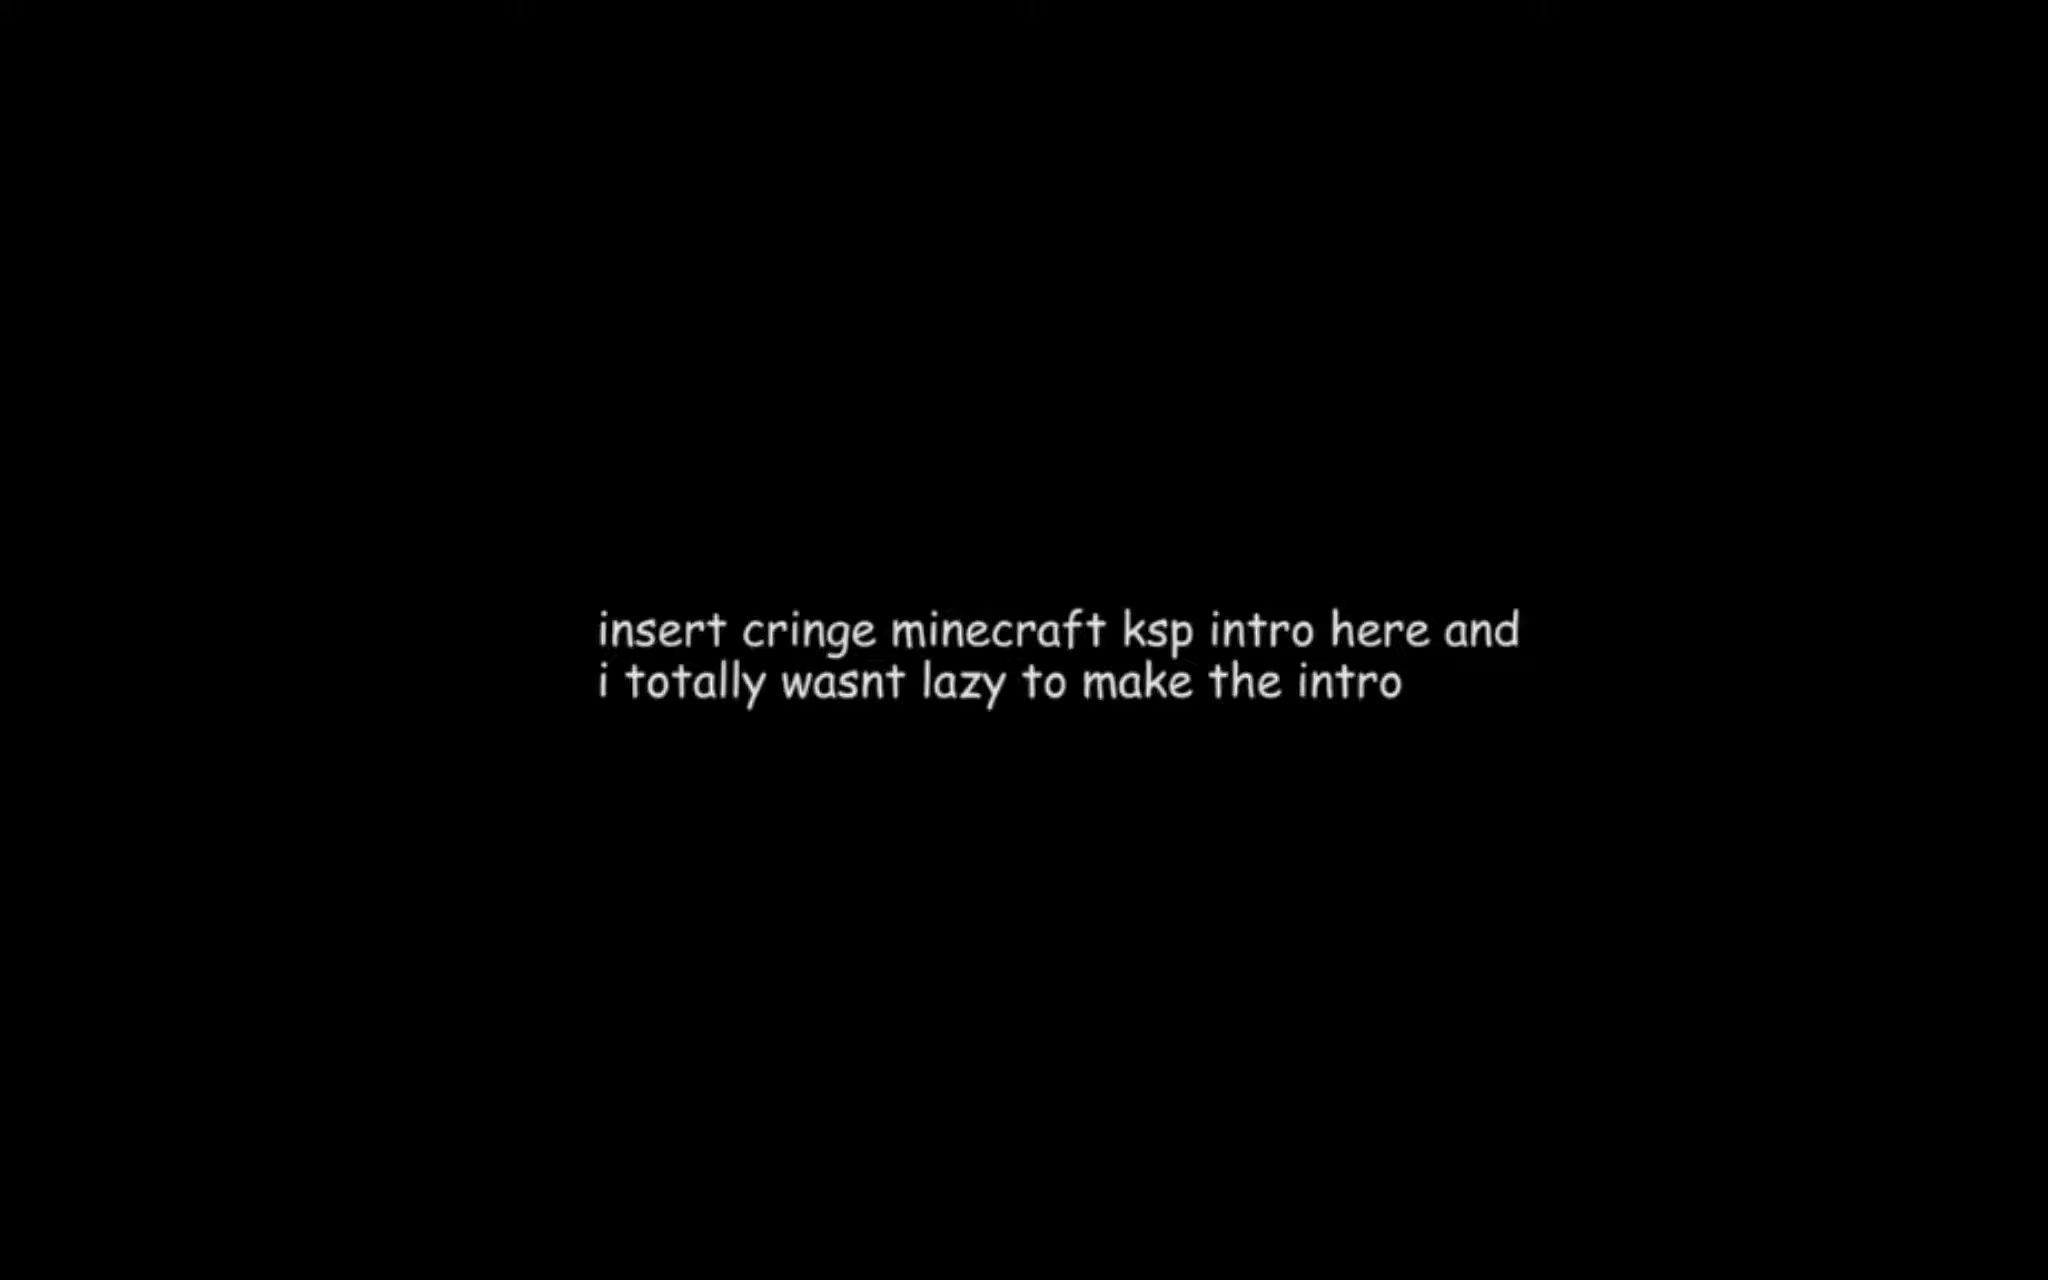 insert cringe minecraft ksp intro here and
i totally wasnt lazy to make the intro